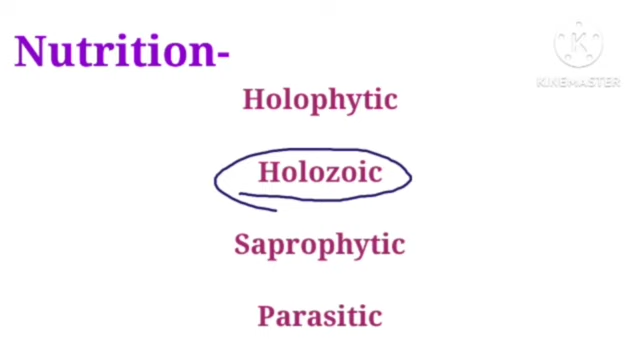 Nutrition-
KINEMASTER
Holophytic
Holozoic
Saprophytic
Parasitic